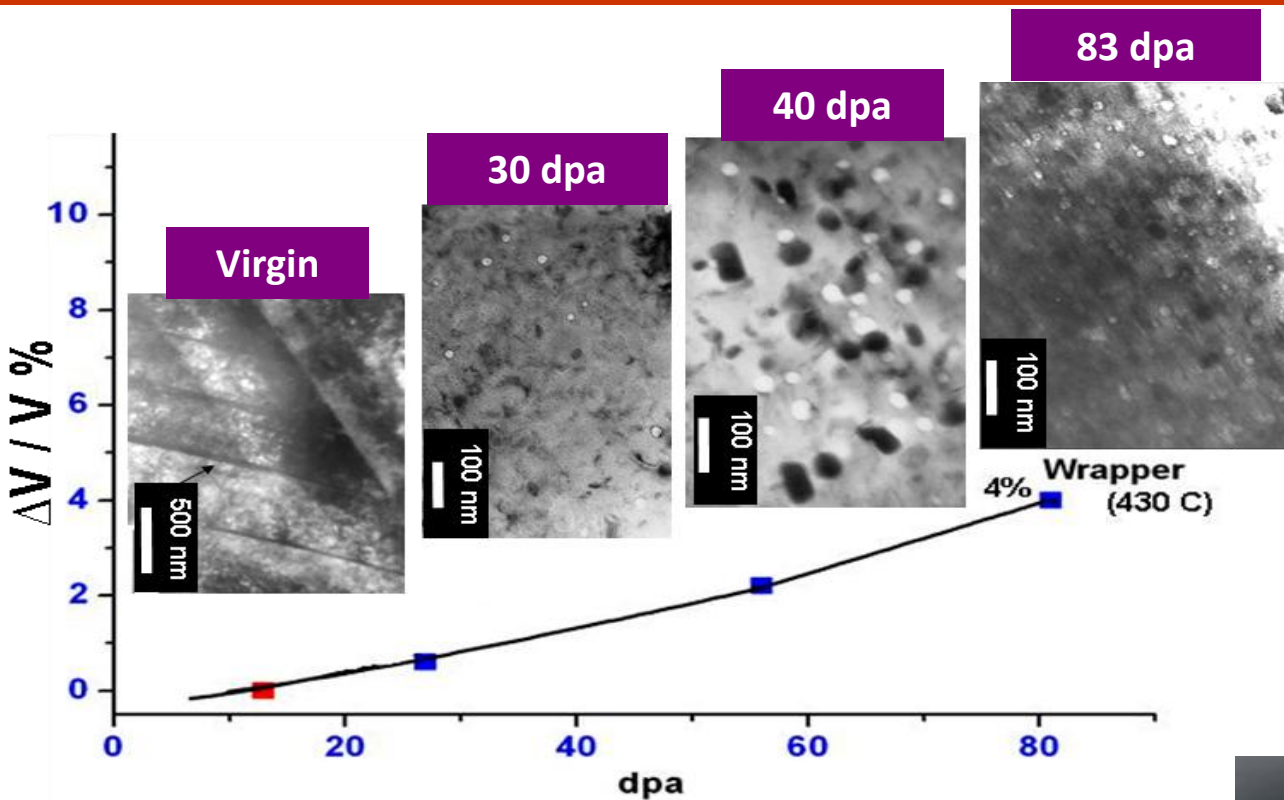 83 dpa
40 dpa
30 dpa
Virgin
500 nm
100 nm
100 nm
100 nm
ΔV / V %
10
8
6
4
2
0
4%
Wrapper
(430 C)
0 20 40 60 80
dpa